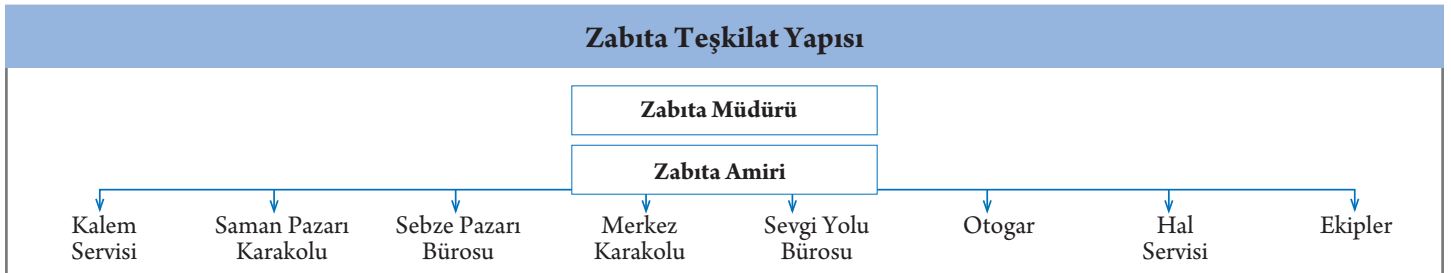 Zabıta Teşkilat Yapısı
Zabıta Müdürü
Zabıta Amiri
Kalem
Servisi
Saman Pazarı
Karakolu
Sebze Pazarı
Bürosu
Merkez
Karakolu
Sevgi Yolu
Bürosu
Otogar
Hal
Servisi
Ekipler